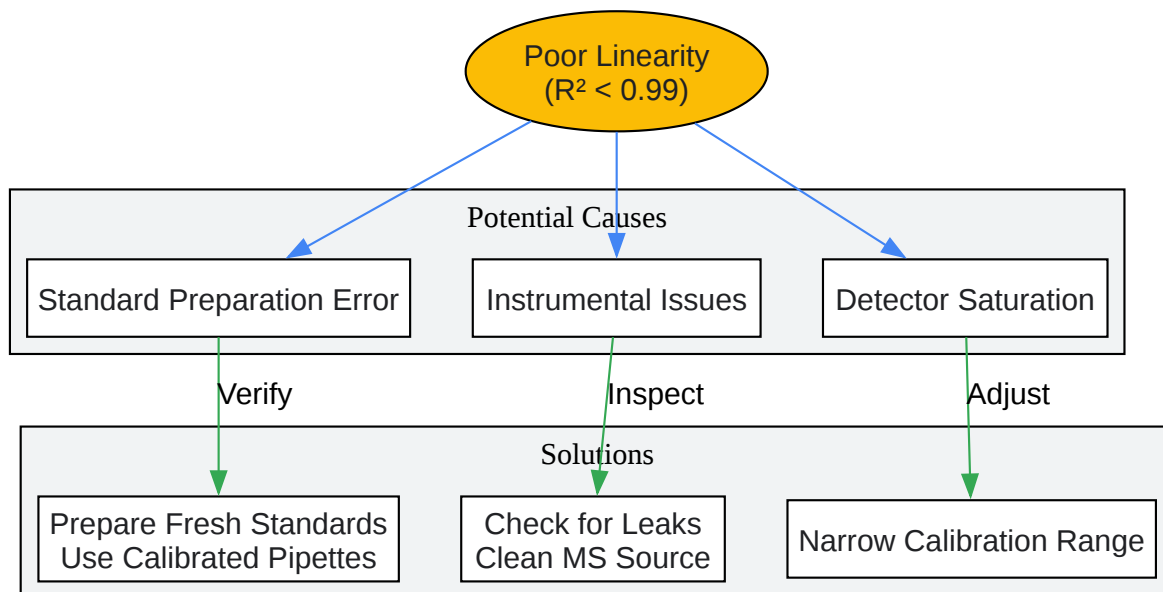 Poor Linearity
(R² < 0.99)
Potential Causes
Standard Preparation Error
Instrumental Issues
Detector Saturation
Verify
Inspect
Adjust
Solutions
Prepare Fresh Standards
Use Calibrated Pipettes
Check for Leaks
Clean MS Source
Narrow Calibration Range